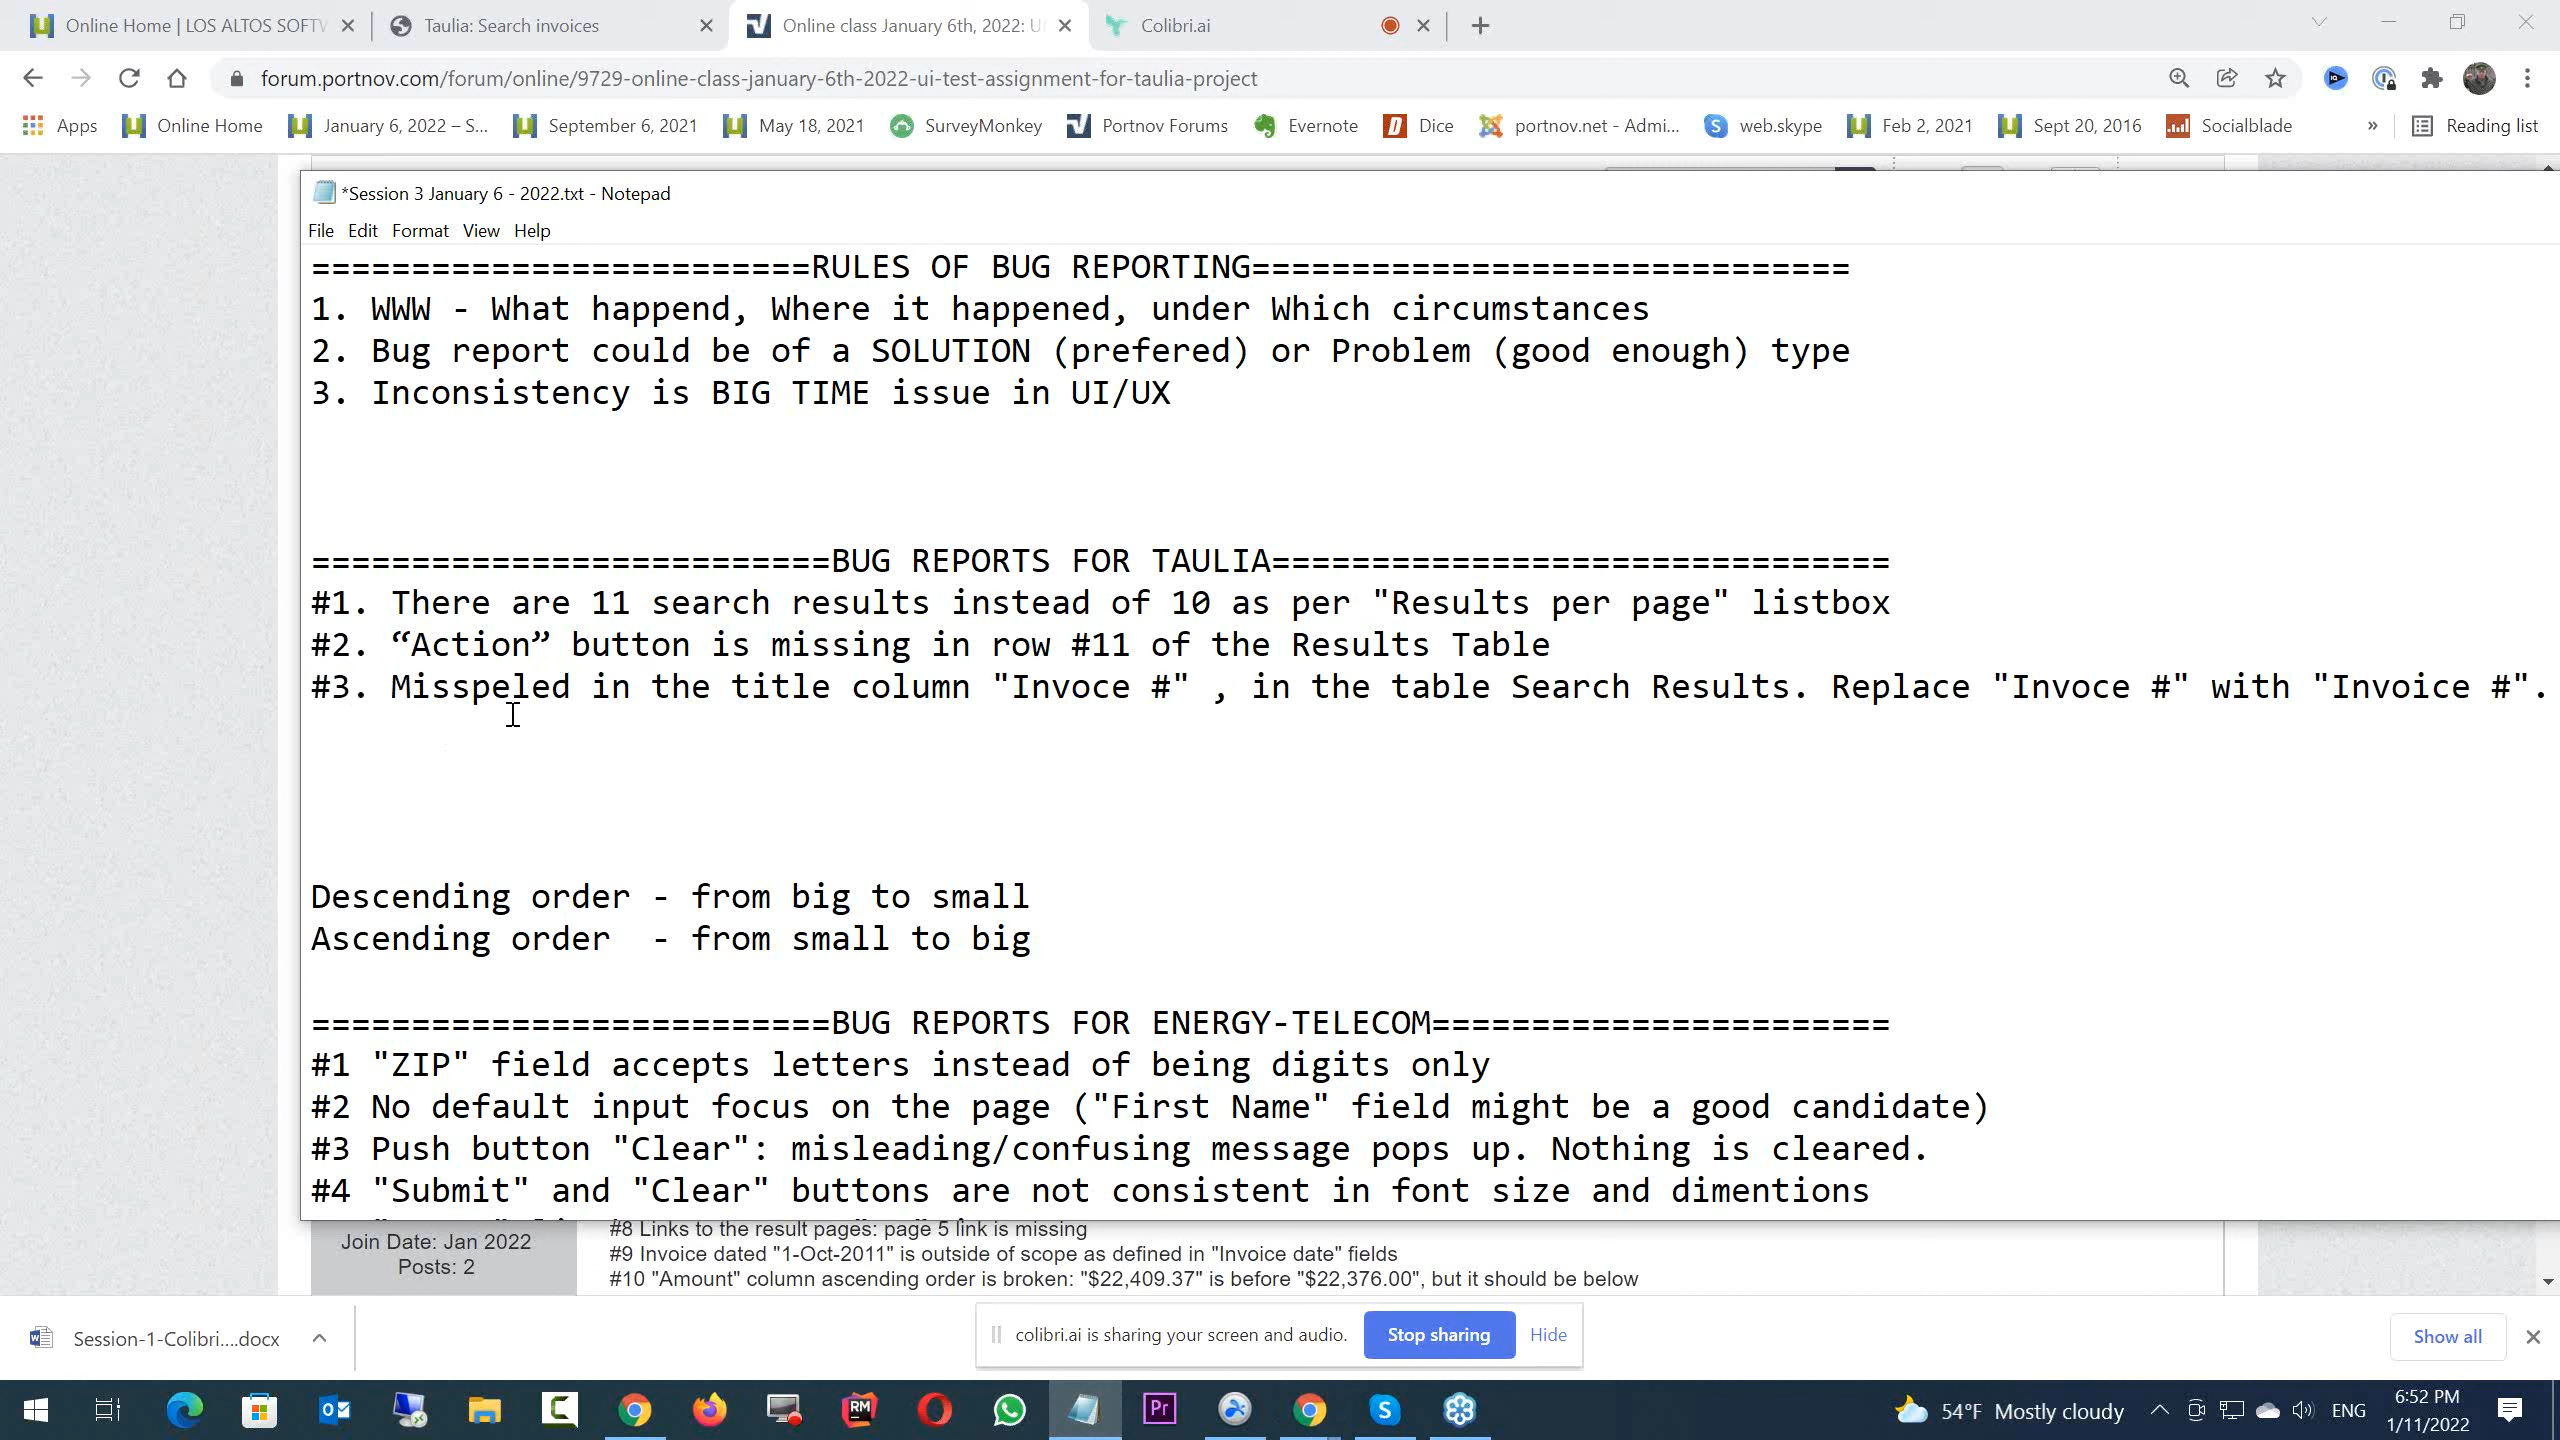 Online Home | LOS ALTOS SOFTW
Taulia: Search invoices
Online class January 6th, 2022: UI
Colibri.ai
forum.portnov.com/forum/online/9729-online-class-january-6th-2022-ui-test-assignment-for-taulia-project
Apps
Online Home
January 6, 2022 – S...
September 6, 2021
May 18, 2021
SurveyMonkey
Portnov Forums
Evernote
Dice
portnov.net - Admi...
web.skype
Feb 2, 2021
Sept 20, 2016
Socialblade
»
Reading list
*Session 3 January 6 - 2022.txt - Notepad
File Edit Format View Help
=========================RULES OF BUG REPORTING==============================
1. WWW - What happend, Where it happened, under Which circumstances
2. Bug report could be of a SOLUTION (prefered) or Problem (good enough) type
3. Inconsistency is BIG TIME issue in UI/UX
==========================BUG REPORTS FOR TAULIA===============================
#1. There are 11 search results instead of 10 as per "Results per page" listbox
#2. “Action” button is missing in row #11 of the Results Table
#3. Misspeled in the title column "Invoce #" , in the table Search Results. Replace "Invoce #" with "Invoice #".
Descending order - from big to small
Ascending order  - from small to big
==========================BUG REPORTS FOR ENERGY-TELECOM=======================
#1 "ZIP" field accepts letters instead of being digits only
#2 No default input focus on the page ("First Name" field might be a good candidate)
#3 Push button "Clear": misleading/confusing message pops up. Nothing is cleared.
#4 "Submit" and "Clear" buttons are not consistent in font size and dimentions
Join Date: Jan 2022
Posts: 2
#8 Links to the result pages: page 5 link is missing
#9 Invoice dated "1-Oct-2011" is outside of scope as defined in "Invoice date" fields
#10 "Amount" column ascending order is broken: "$22,409.37" is before "$22,376.00", but it should be below
Session-1-Colibri....docx
colibri.ai is sharing your screen and audio.
Stop sharing
Hide
Show all
54°F Mostly cloudy
ENG
6:52 PM
1/11/2022